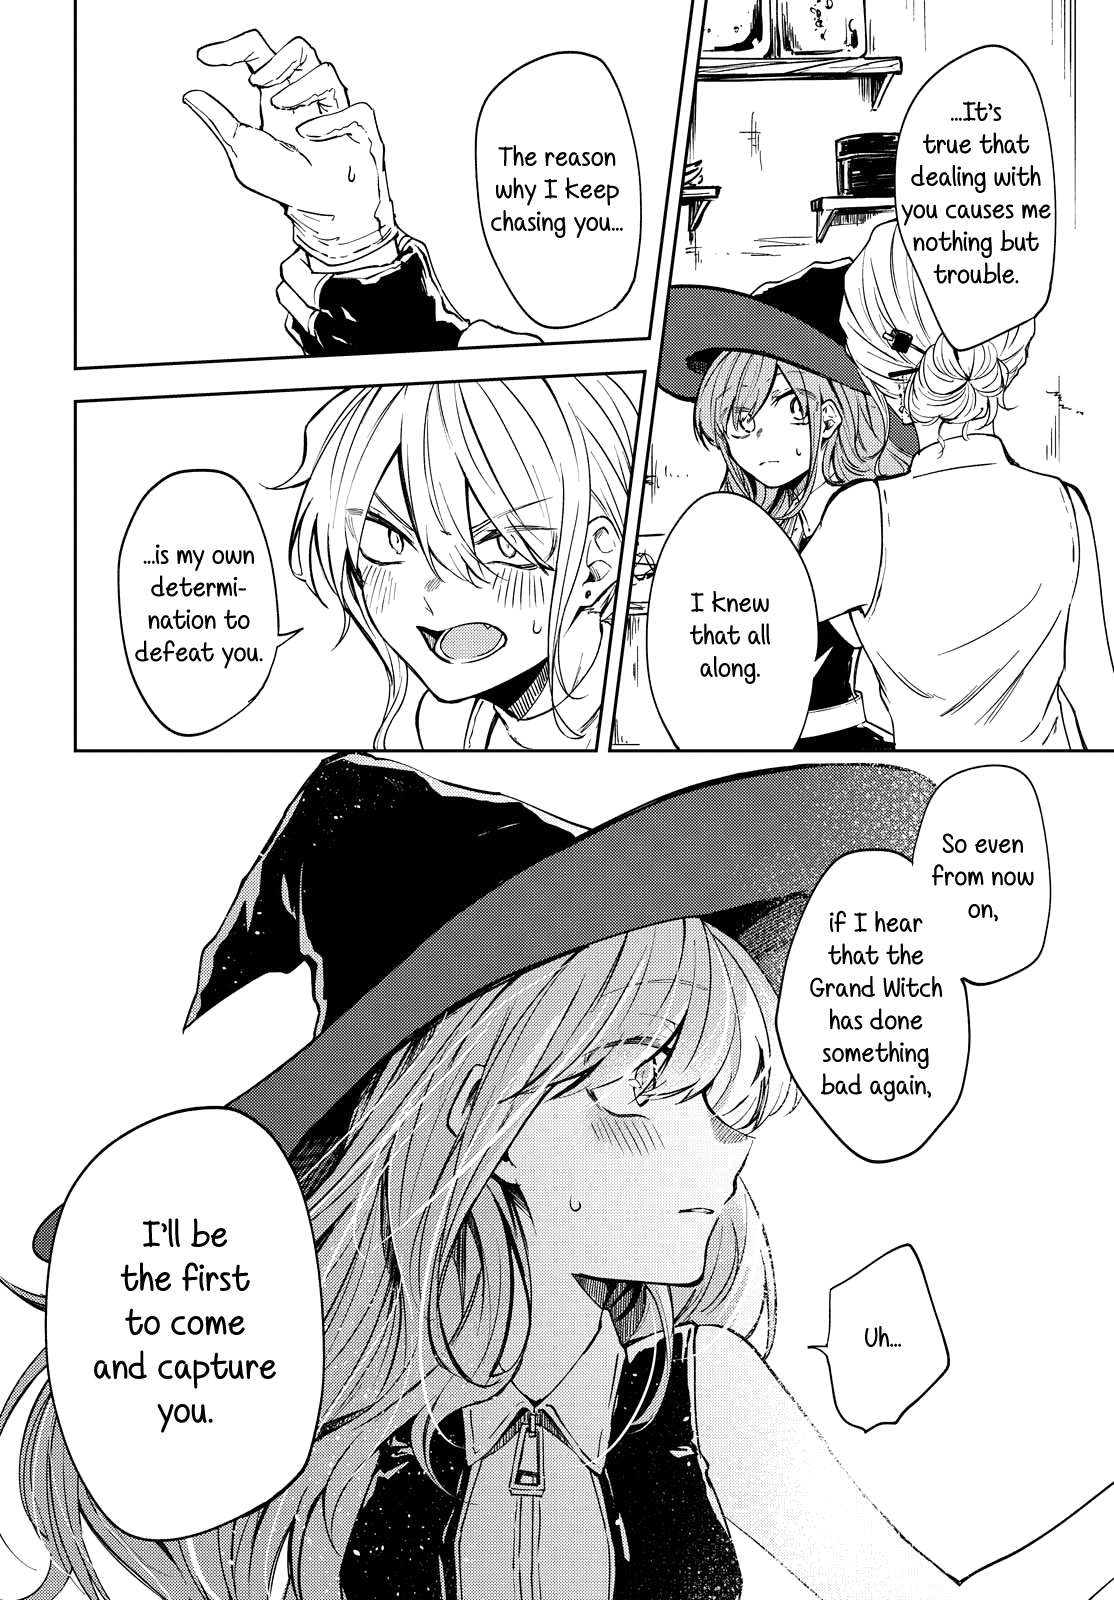 ...It's
true that
dealing with
you causes me
nothing but
trouble.
I knew
that all
along.
The reason
why I keep
chasing you...
...is my own
determi-
nation to
defeat you.
So even
from now
on,
if I hear
that the
Grand Witch
has done
something
bad again,
I'll be
the first
to come
and capture
you.
Uh...